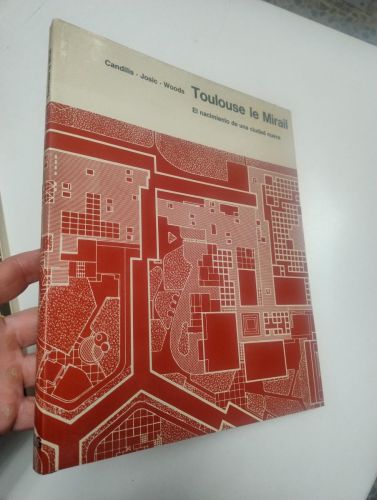 Candilis - Josic - Woods Toulouse le Mirail
El nacimiento de una ciudad nueva